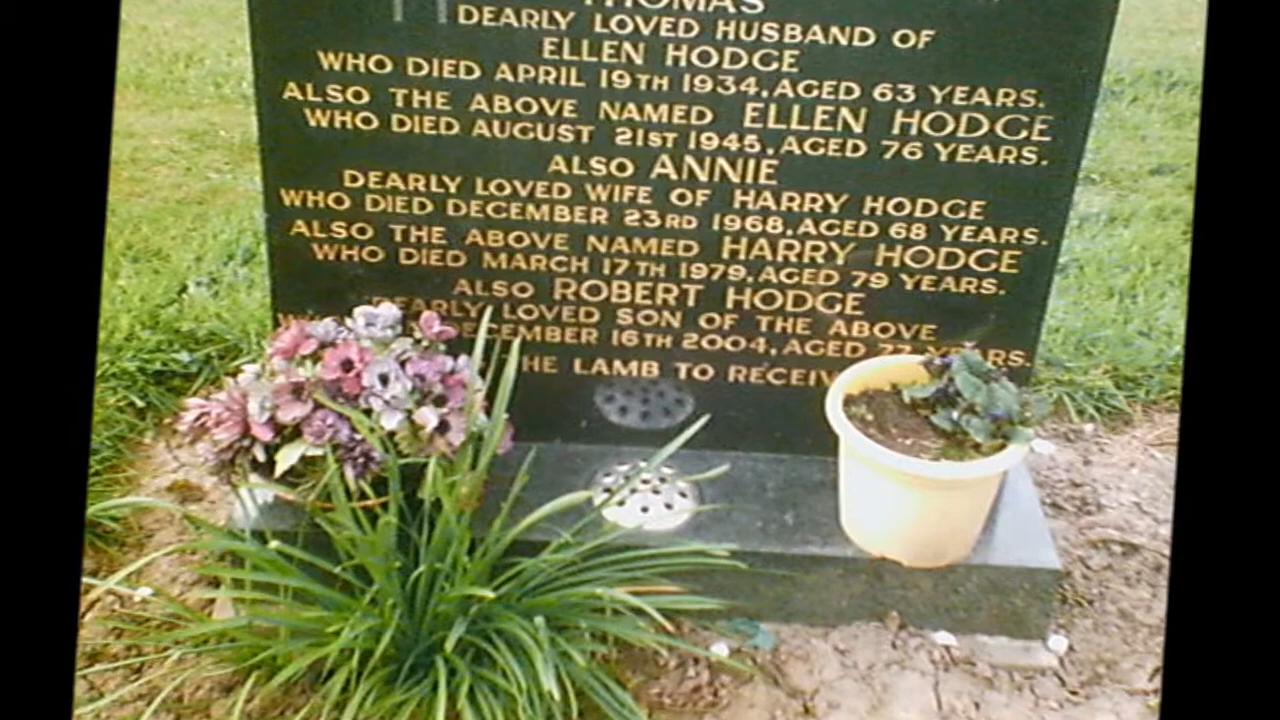 THOMAS
DEARLY LOVED HUSBAND OF
ELLEN HODGE
WHO DIED APRIL 19TH 1934, AGED 63 YEARS.
ALSO THE ABOVE NAMED ELLEN HODGE
WHO DIED AUGUST 21ST 1945, AGED 76 YEARS.
ALSO ANNIE
DEARLY LOVED WIFE OF HARRY HODGE
WHO DIED DECEMBER 23RD 1968, AGED 68 YEARS.
ALSO THE ABOVE NAMED HARRY HODGE
WHO DIED MARCH 17TH 1979, AGED 79 YEARS.
ALSO ROBERT HODGE
DEARLY LOVED SON OF THE ABOVE
DECEMBER 16TH 2004, AGED 77 YEARS.
LAMB TO